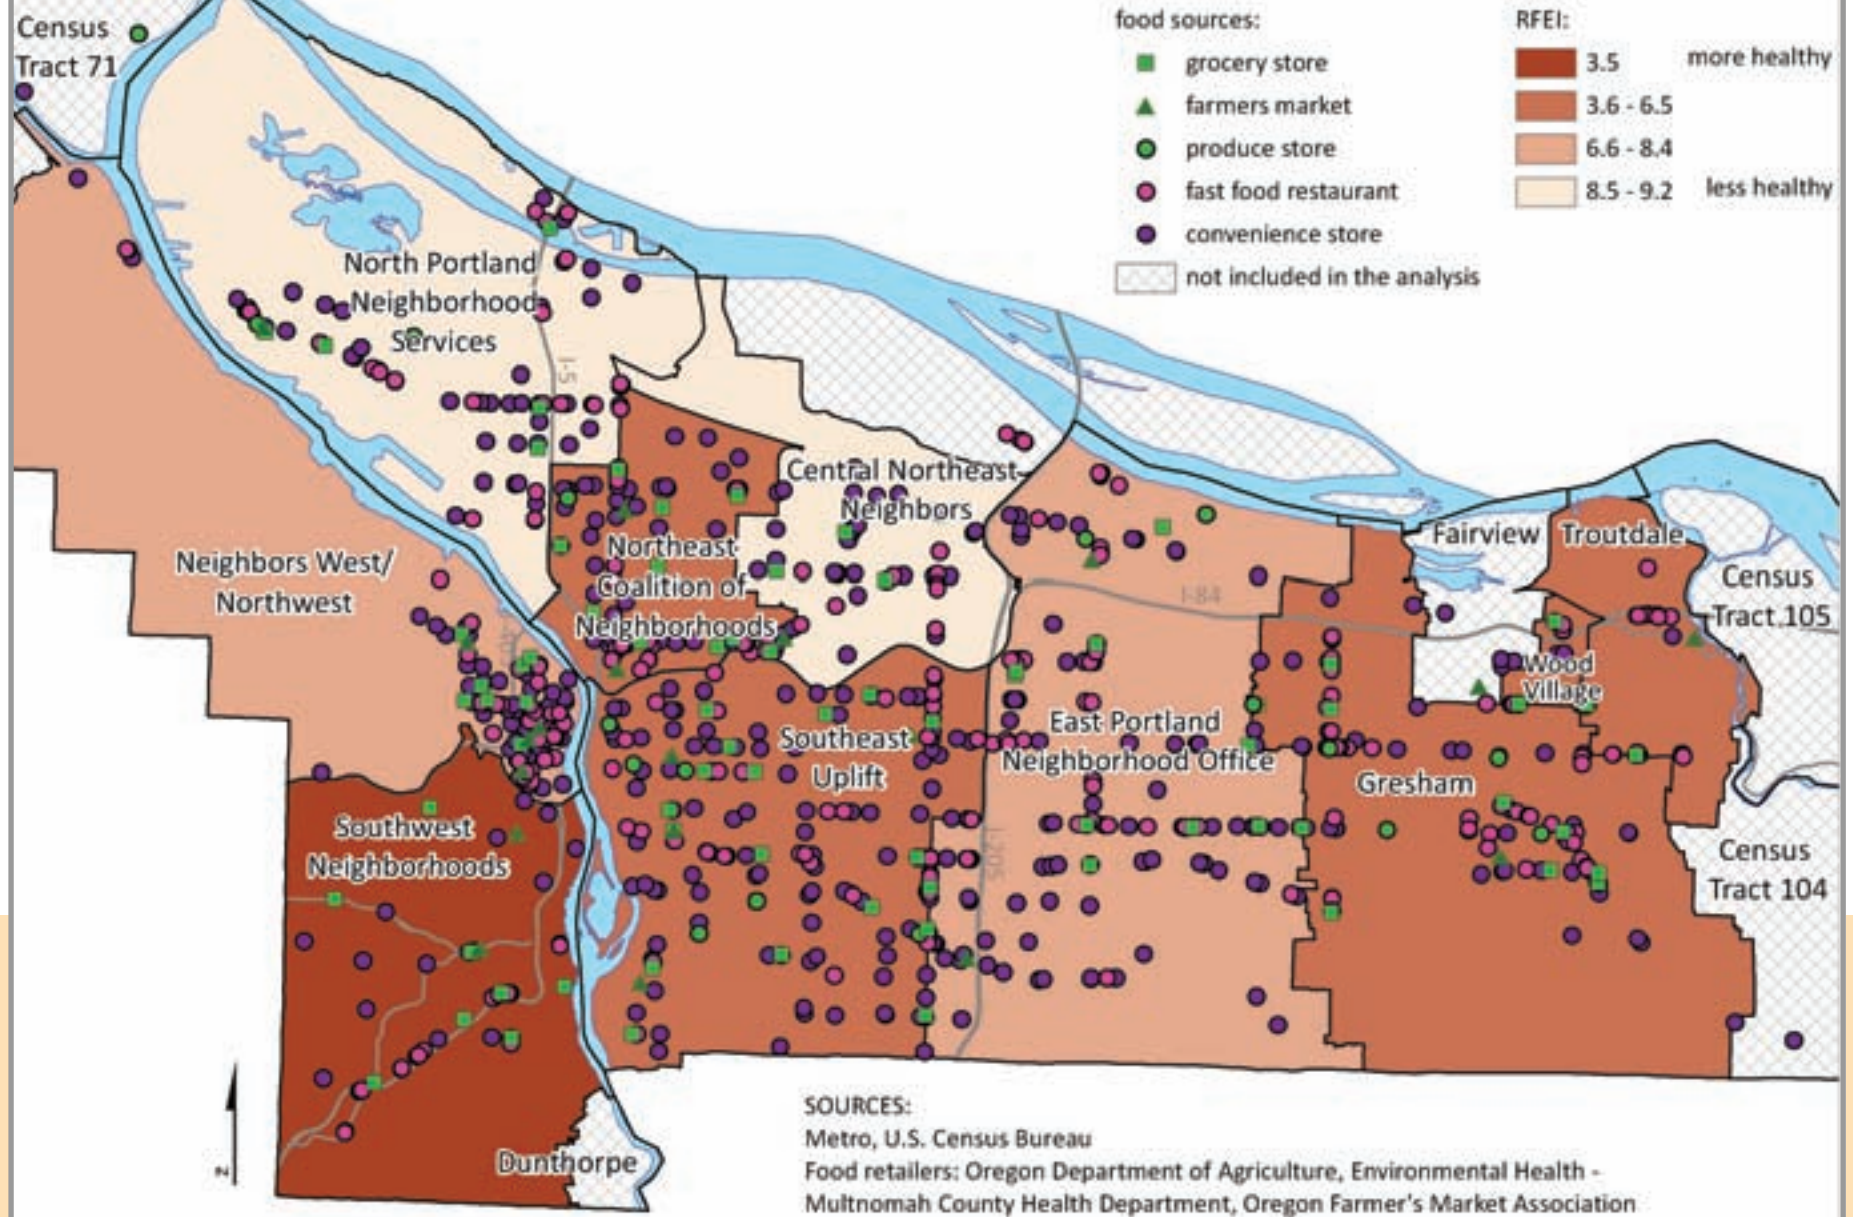 Census
Tract 71
food sources:
grocery store
farmers market
produce store
fast food restaurant
convenience store
not included in the analysis
RFEI:
3.5
more healthy
3.6 - 6.5
6.6 - 8.4
8.5 - 9.2
less healthy
North Portland
Neighborhood
Services
I-5
Central Northeast
Neighbors
Neighbors West/
Northwest
Northeast
Coalition of
Neighborhoods
I-84
Fairview
Troutdale
Census
Tract 105
Wood
Village
Southeast
Uplift
East Portland
Neighborhood Office
Gresham
I-205
Southwest
Neighborhoods
Census
Tract 104
Dunthorpe
z
SOURCES:
Metro, U.S. Census Bureau
Food retailers: Oregon Department of Agriculture, Environmental Health -
Multnomah County Health Department, Oregon Farmer's Market Association